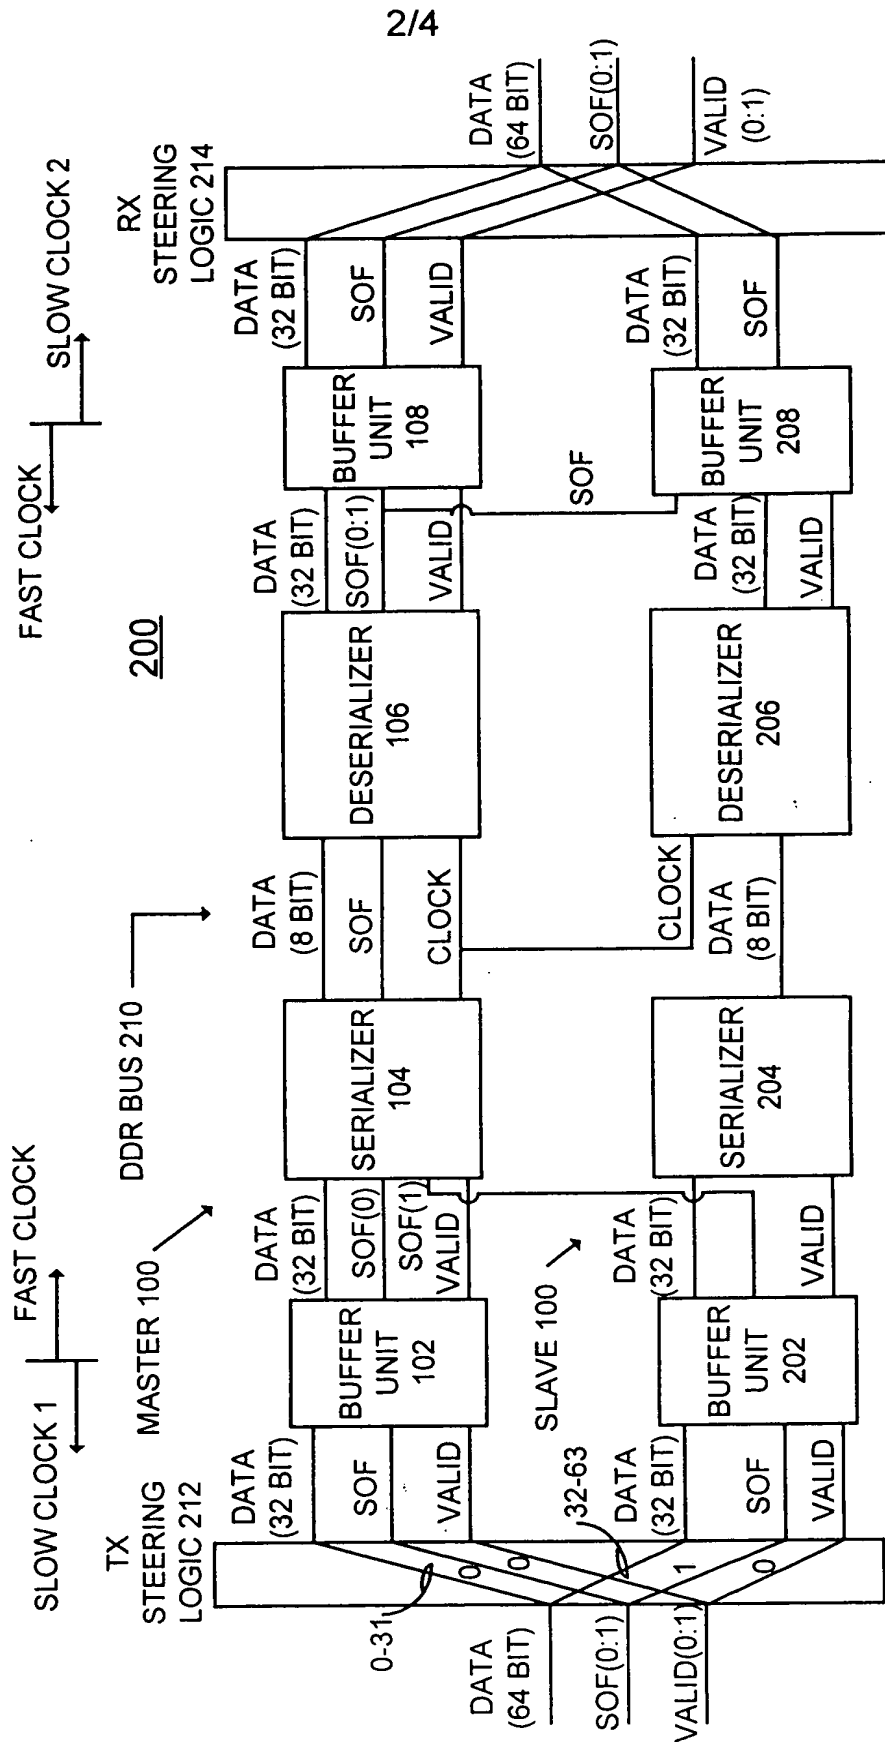 2/4
SLOW CLOCK 1
FAST CLOCK
FAST CLOCK
SLOW CLOCK 2
200
TX
STEERING
LOGIC 212
MASTER 100
DDR BUS 210
RX
STEERING
LOGIC 214
DATA
(64 BIT)
SOF(0:1)
VALID(0:1)
0-31
0
0
32-63
1
0
DATA
(32 BIT)
SOF
VALID
BUFFER
UNIT
102
DATA
(32 BIT)
SOF(0)
SOF(1)
VALID
SERIALIZER
104
DATA
(8 BIT)
SOF
CLOCK
DESERIALIZER
106
DATA
(32 BIT)
SOF(0:1)
VALID
BUFFER
UNIT
108
DATA
(32 BIT)
SOF
VALID
SLAVE 100
DATA
(32 BIT)
SOF
VALID
BUFFER
UNIT
202
DATA
(32 BIT)
VALID
SERIALIZER
204
CLOCK
DATA
(8 BIT)
DESERIALIZER
206
SOF
DATA
(32 BIT)
VALID
BUFFER
UNIT
208
DATA
(32 BIT)
SOF
DATA
(64 BIT)
SOF(0:1)
VALID
(0:1)